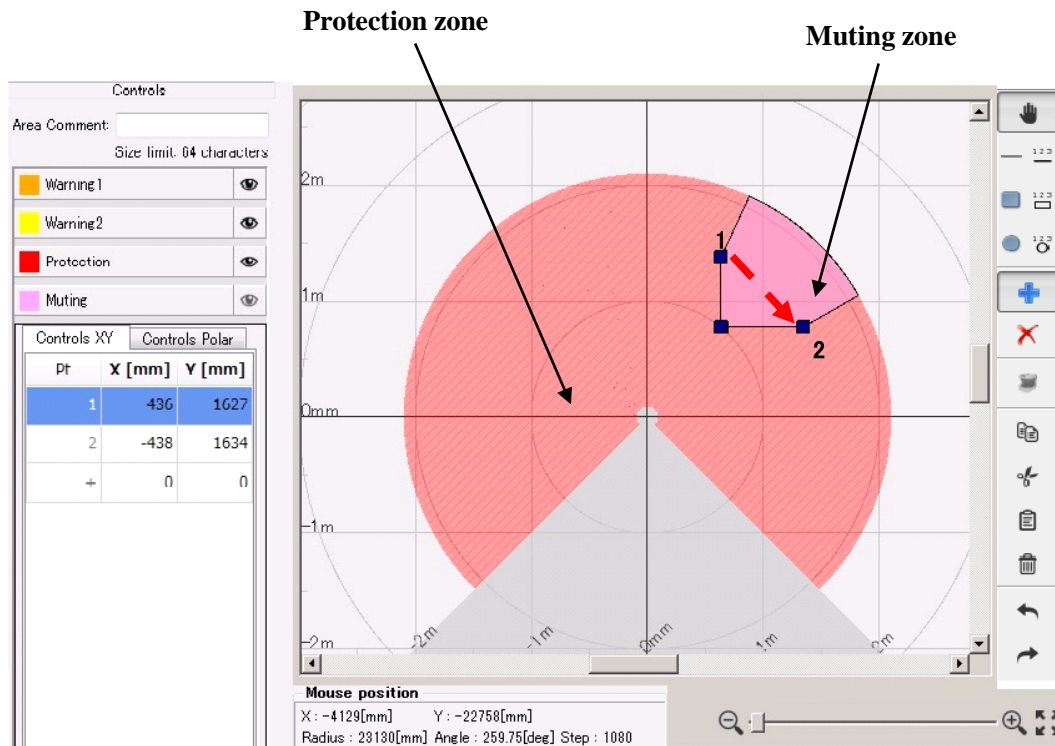 Protection zone
Muting zone
Controls
Area Comment:
Size limit. 64 characters
Warning1
Warning2
Protection
Muting
Controls XY Controls Polar
Pt X [mm] Y [mm]
1 436 1627
2 -438 1634
+ 0 0
2m
1m
0mm
-1m
-2m
-2m -1m 0mm 1m 2m
1
2
123
123
123
Mouse position
X : -4129[mm] Y : -22758[mm]
Radius : 23130[mm] Angle : 259.75[deg] Step : 1080